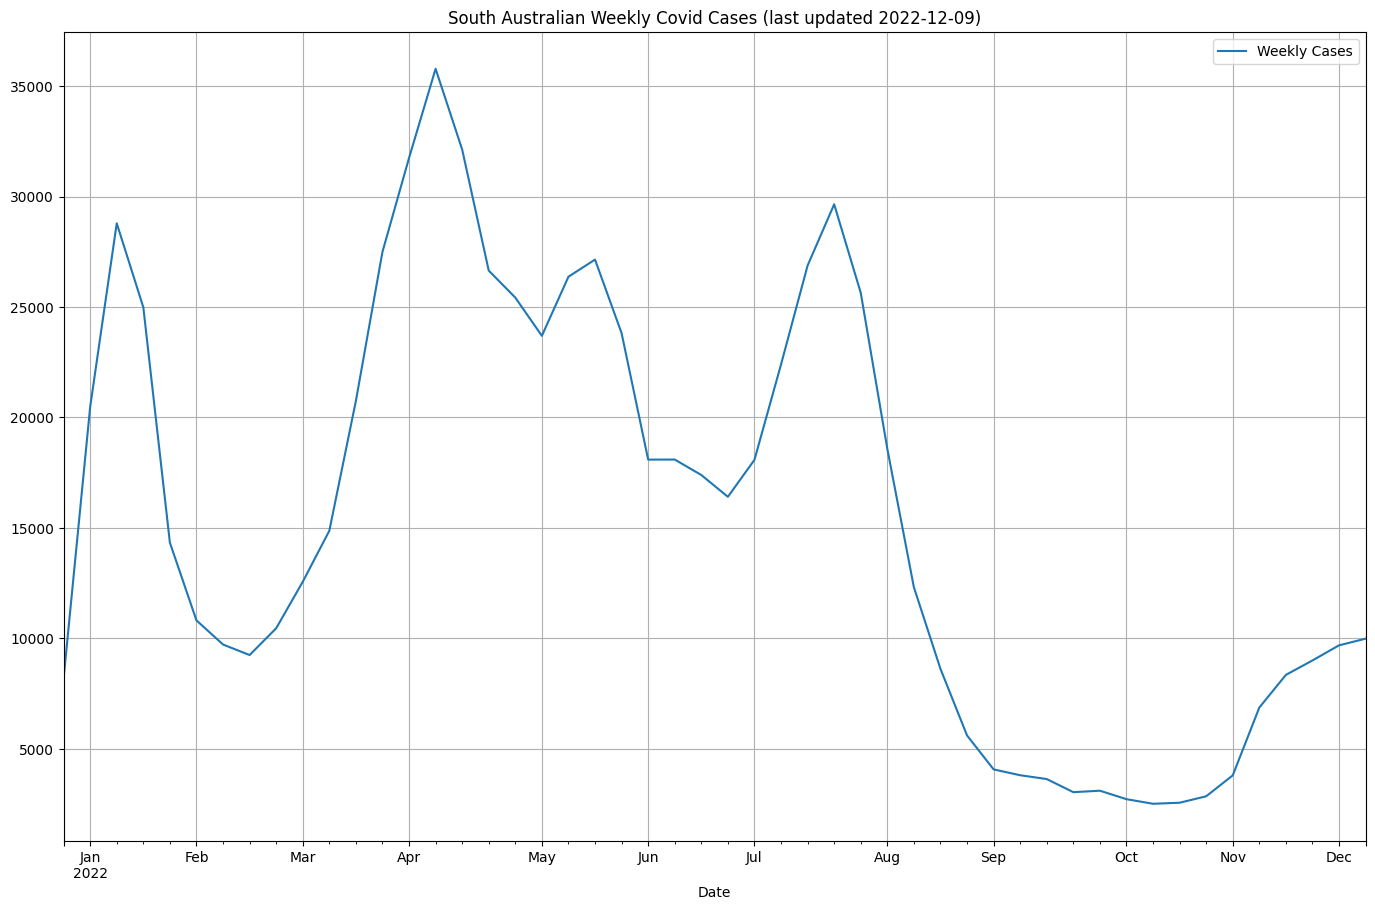 South Australian Weekly Covid Cases (last updated 2022-12-09)
Weekly Cases
35000
30000
25000
20000
15000
10000
5000
Jan Feb Mar Apr May Jun Jul Aug Sep Oct Nov Dec
2022
Date